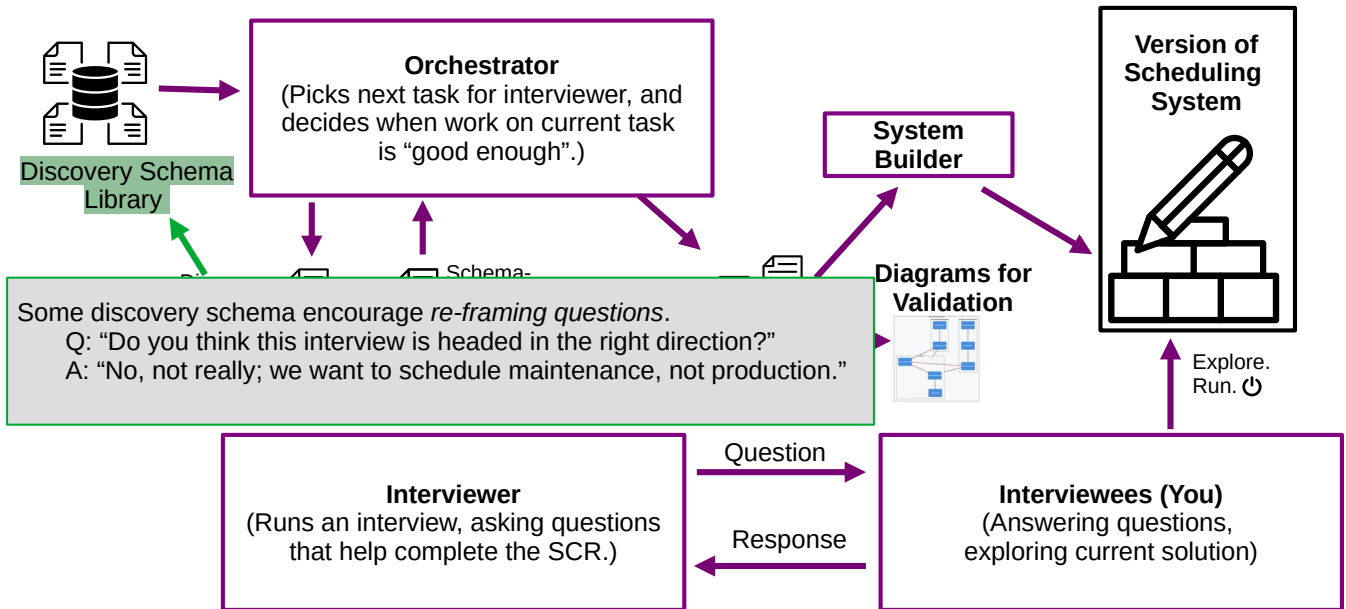 Orchestrator
(Picks next task for interviewer, and
decides when work on current task
is “good enough”.)
Version of
Scheduling
System
System
Builder
Discovery Schema
Library
Schema-
Diagrams for
Validation
Some discovery schema encourage re-framing questions.
Q: “Do you think this interview is headed in the right direction?”
A: “No, not really; we want to schedule maintenance, not production.”
Explore.
Run.
Question
Response
Interviewer
(Runs an interview, asking questions
that help complete the SCR.)
Interviewees (You)
(Answering questions,
exploring current solution)